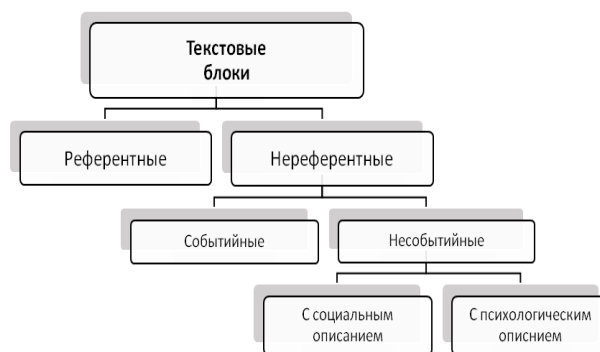 Текстовые
блоки
Референтные
Нереферентные
Событийные
Несобытийные
С социальным
описанием
С психологическим
описнием